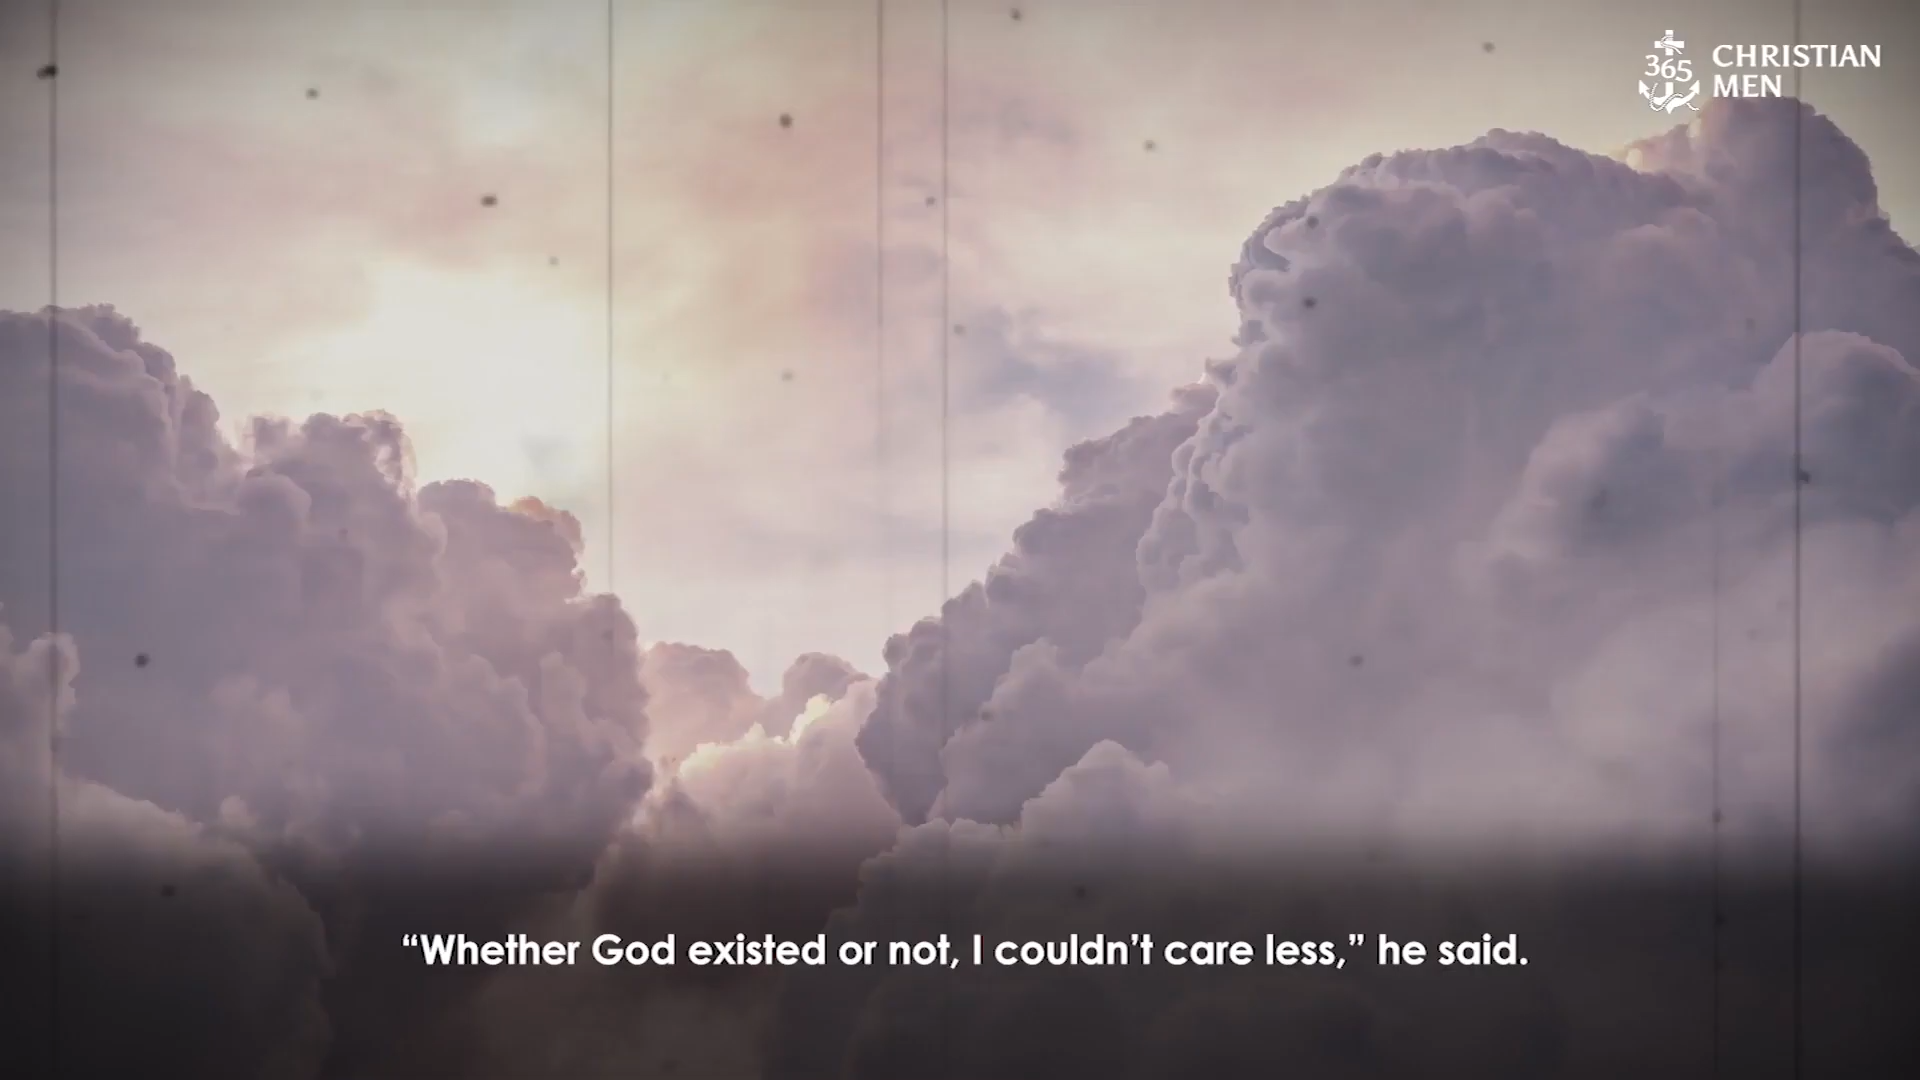 365
CHRISTIAN
MEN
“Whether God existed or not, I couldn’t care less,” he said.